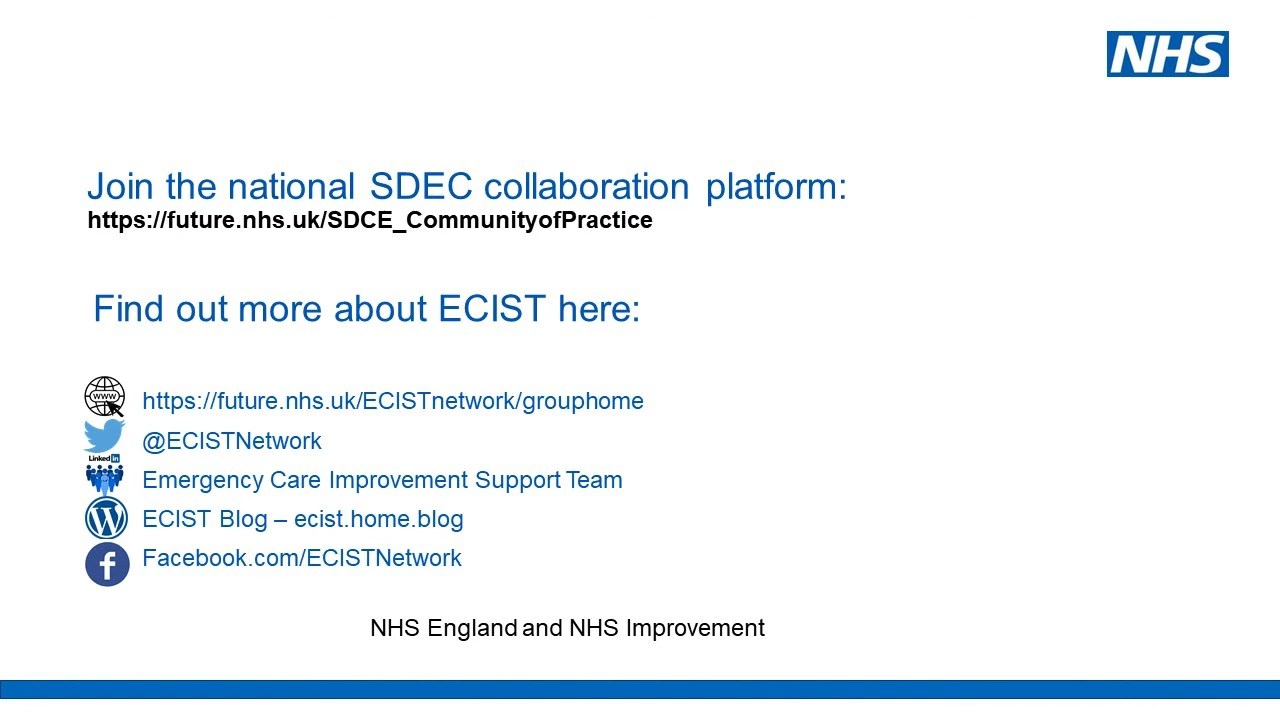 NHS
Join the national SDEC collaboration platform:
https://future.nhs.uk/SDCE_CommunityofPractice
Find out more about ECIST here:
www
https://future.nhs.uk/ECISTnetwork/grouphome
@ECISTNetwork
Linked in
Emergency Care Improvement Support Team
ECIST Blog – ecist.home.blog
Facebook.com/ECISTNetwork
NHS England and NHS Improvement